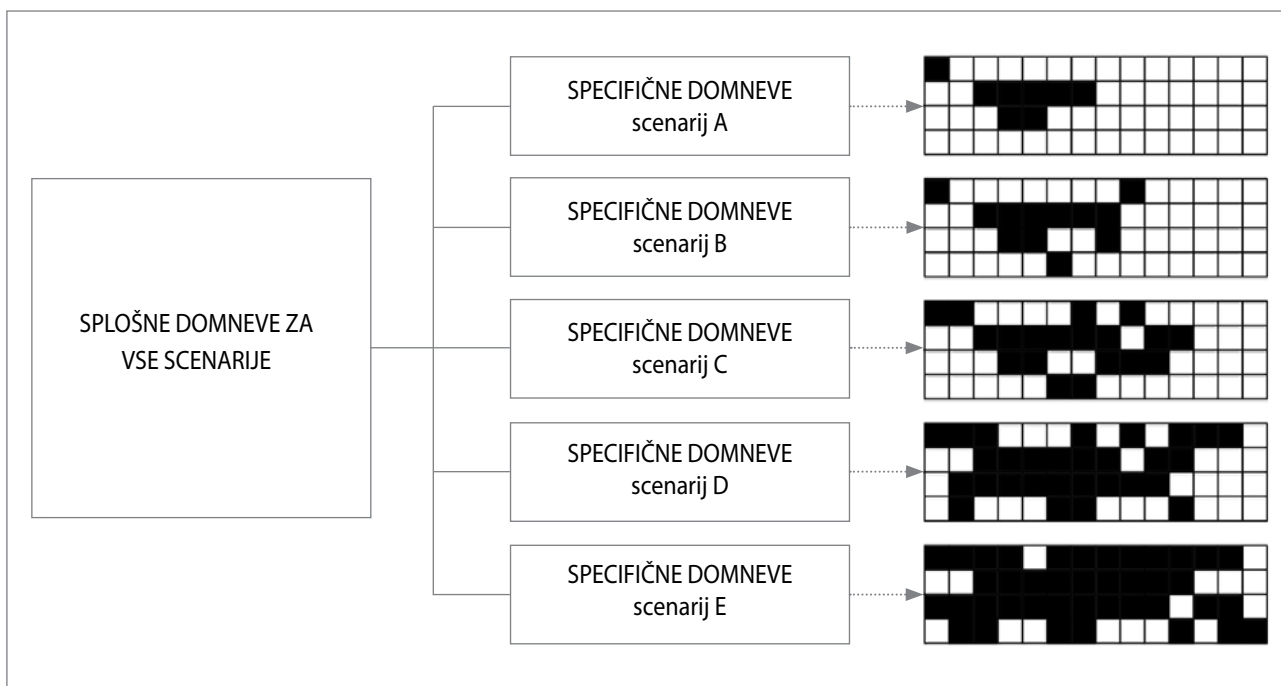 SPLOŠNE DOMNEVE ZA
VSE SCENARIJE
SPECIFIČNE DOMNEVE
scenarij A
SPECIFIČNE DOMNEVE
scenarij B
SPECIFIČNE DOMNEVE
scenarij C
SPECIFIČNE DOMNEVE
scenarij D
SPECIFIČNE DOMNEVE
scenarij E